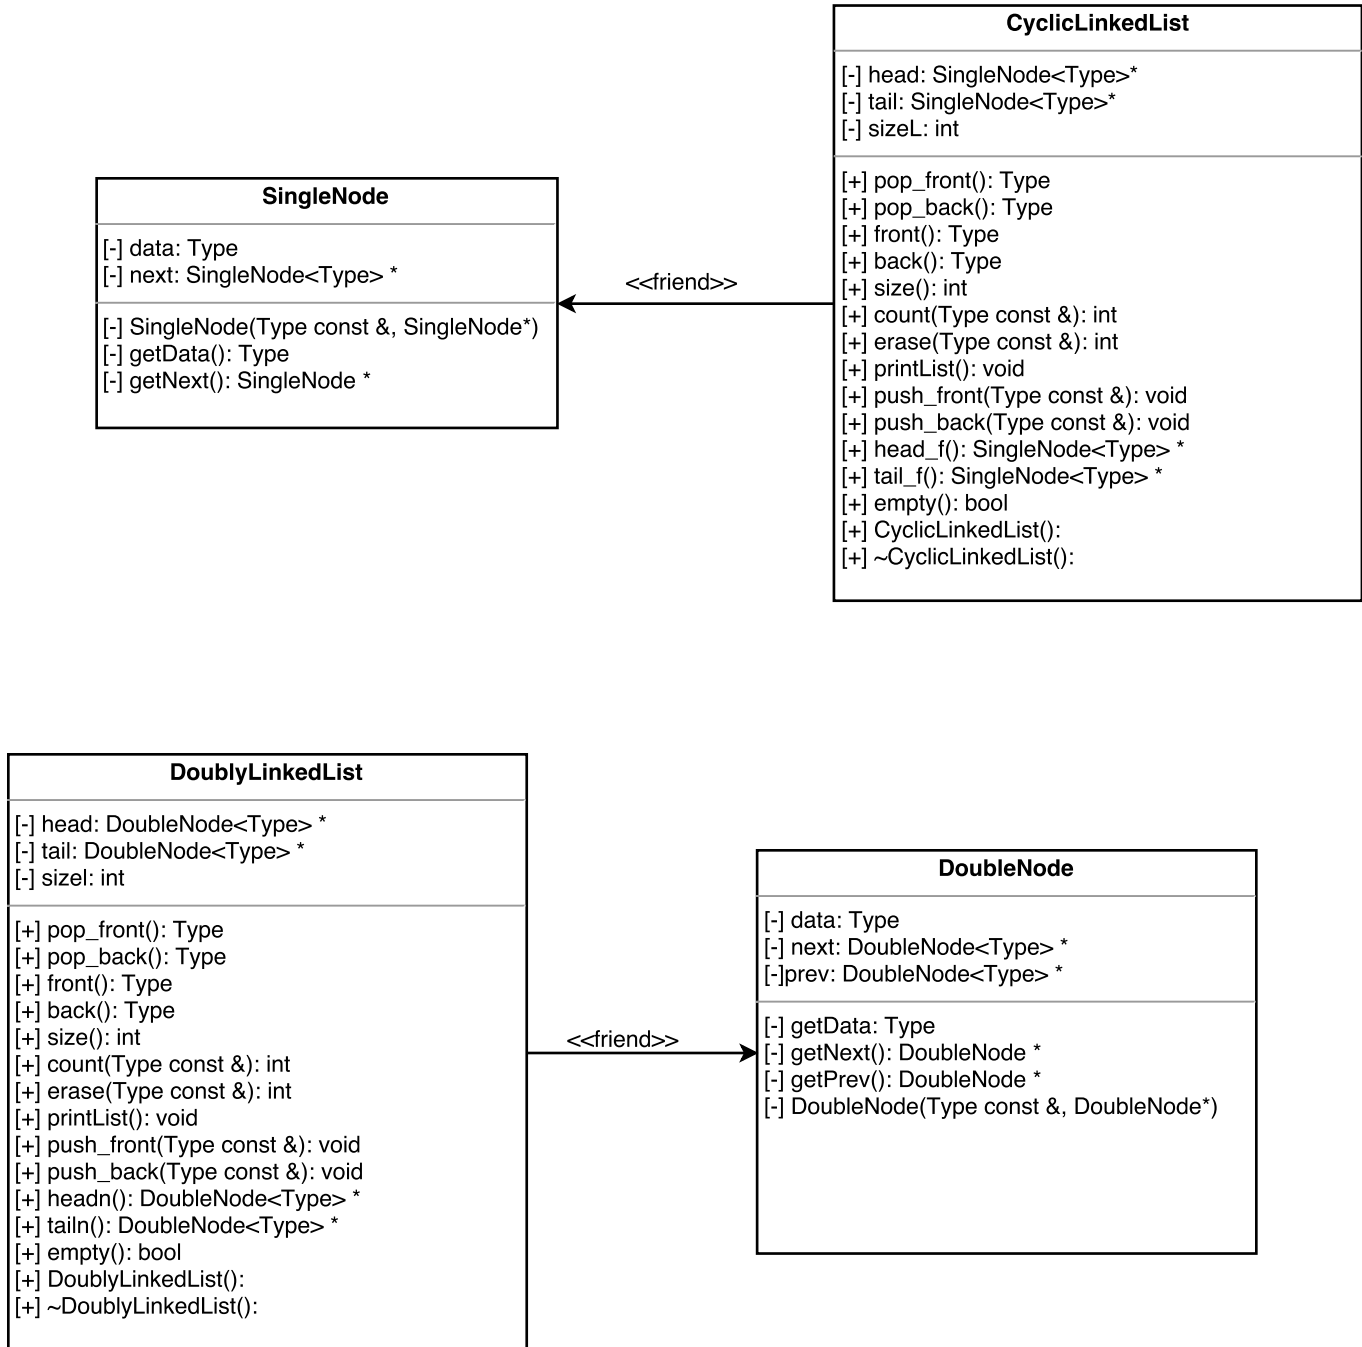 CyclicLinkedList
[-] head: SingleNode<Type>*
[-] tail: SingleNode<Type>*
[-] sizeL: int
[+] pop_front(): Type
[+] pop_back(): Type
[+] front(): Type
[+] back(): Type
[+] size(): int
[+] count(Type const &): int
[+] erase(Type const &): int
[+] printList(): void
[+] push_front(Type const &): void
[+] push_back(Type const &): void
[+] head_f(): SingleNode<Type> *
[+] tail_f(): SingleNode<Type> *
[+] empty(): bool
[+] CyclicLinkedList():
[+] ~CyclicLinkedList():
SingleNode
[-] data: Type
[-] next: SingleNode<Type> *
[-] SingleNode(Type const &, SingleNode*)
[-] getData(): Type
[-] getNext(): SingleNode *
<<friend>>
DoublyLinkedList
[-] head: DoubleNode<Type> *
[-] tail: DoubleNode<Type> *
[-] sizel: int
[+] pop_front(): Type
[+] pop_back(): Type
[+] front(): Type
[+] back(): Type
[+] size(): int
[+] count(Type const &): int
[+] erase(Type const &): int
[+] printList(): void
[+] push_front(Type const &): void
[+] push_back(Type const &): void
[+] headn(): DoubleNode<Type> *
[+] tailn(): DoubleNode<Type> *
[+] empty(): bool
[+] DoublyLinkedList():
[+] ~DoublyLinkedList():
<<friend>>
DoubleNode
[-] data: Type
[-] next: DoubleNode<Type> *
[-]prev: DoubleNode<Type> *
[-] getData: Type
[-] getNext(): DoubleNode *
[-] getPrev(): DoubleNode *
[-] DoubleNode(Type const &, DoubleNode*)